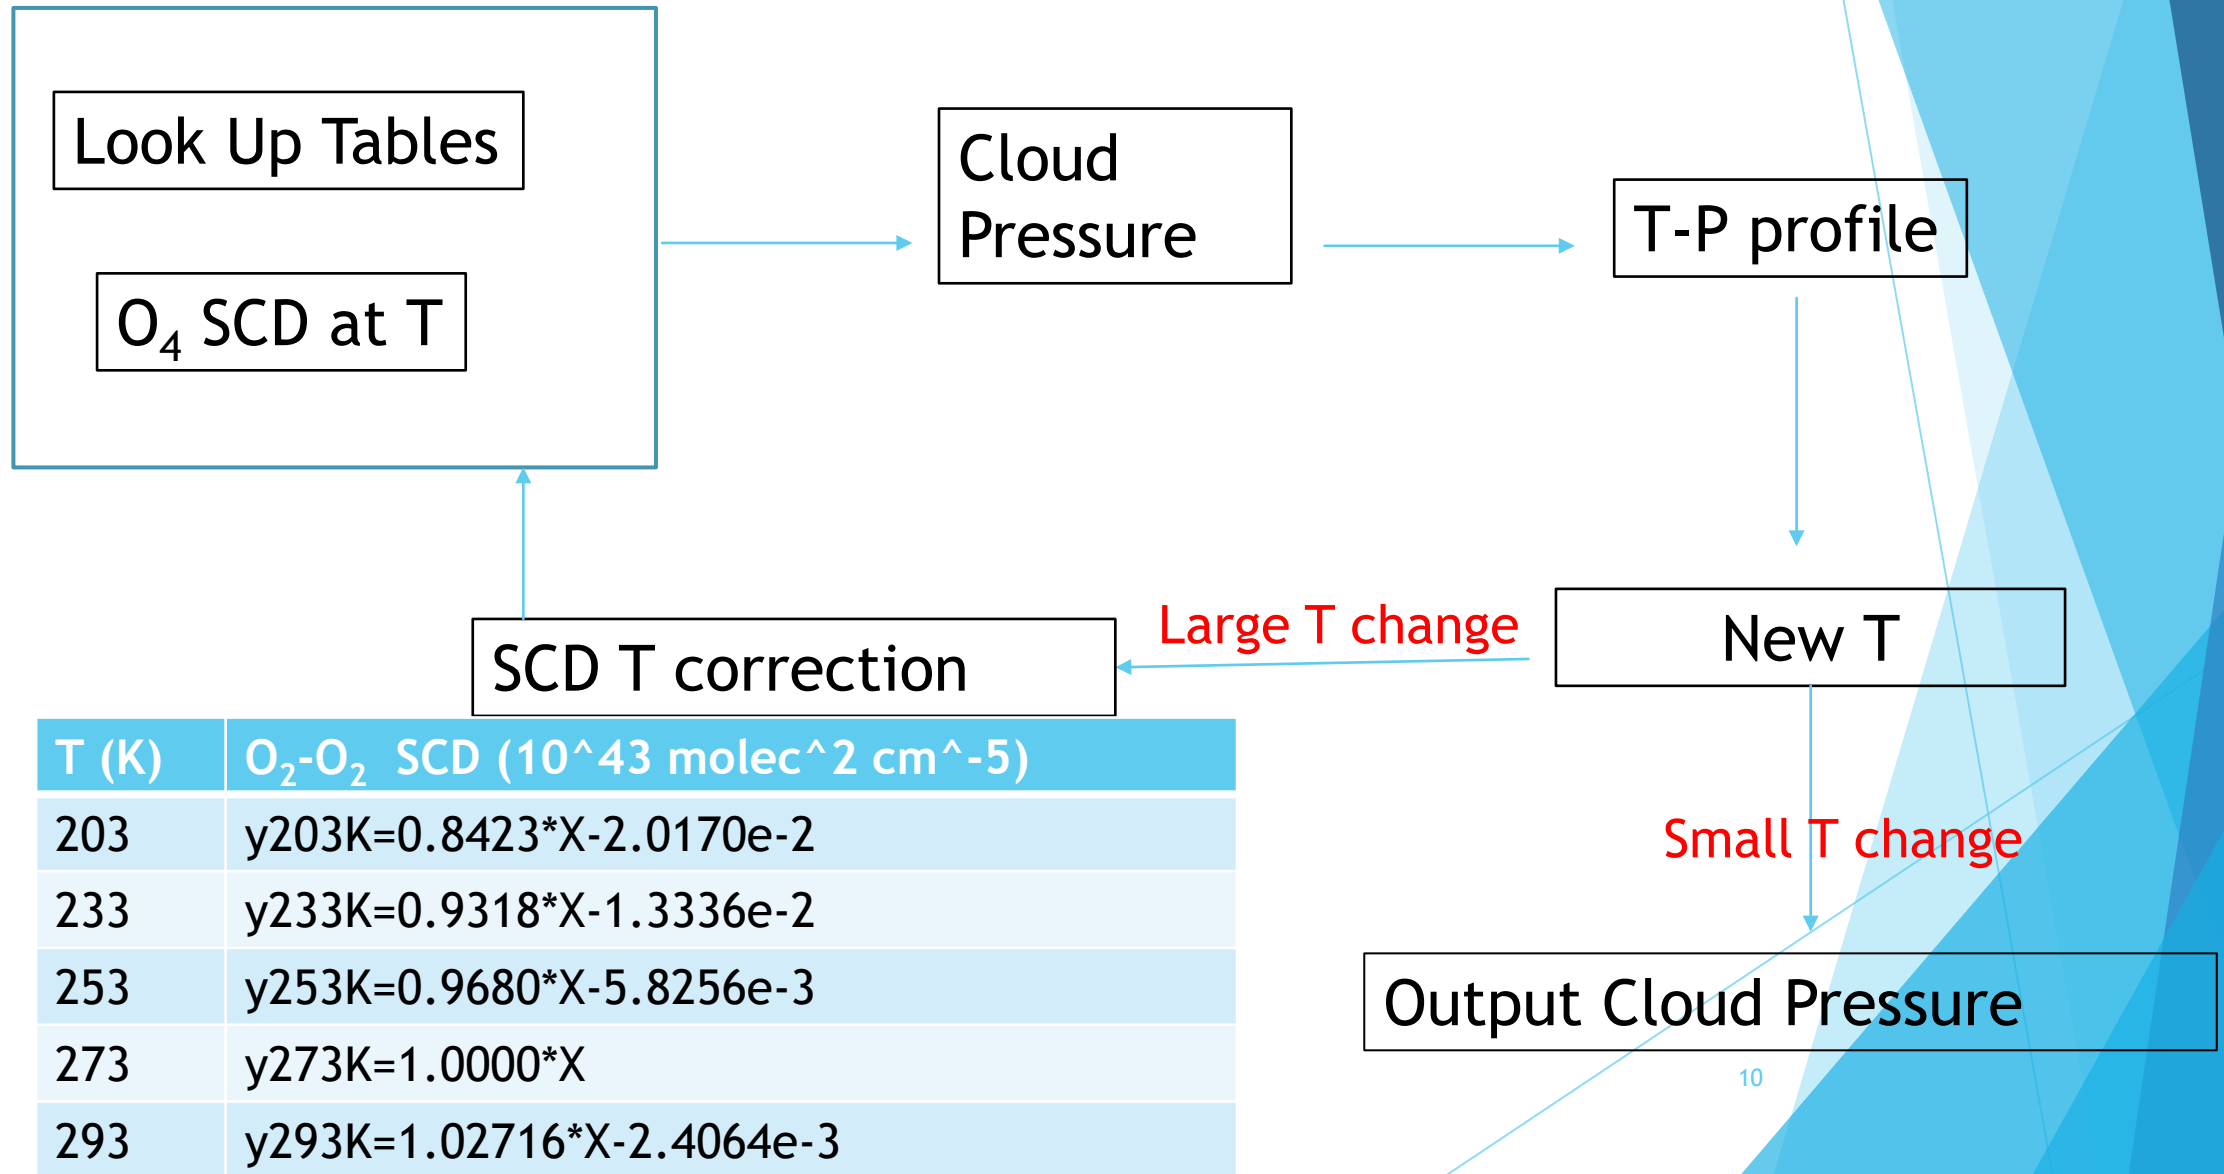 Look Up Tables
O₄ SCD at T
Cloud
Pressure
T-P profile
New T
Large T change
SCD T correction
Small T change
Output Cloud Pressure
T (K) O₂-O₂ SCD (10^43 molec^2 cm^-5)
203 y203K=0.8423*X-2.0170e-2
233 y233K=0.9318*X-1.3336e-2
253 y253K=0.9680*X-5.8256e-3
273 y273K=1.0000*X
293 y293K=1.02716*X-2.4064e-3
10